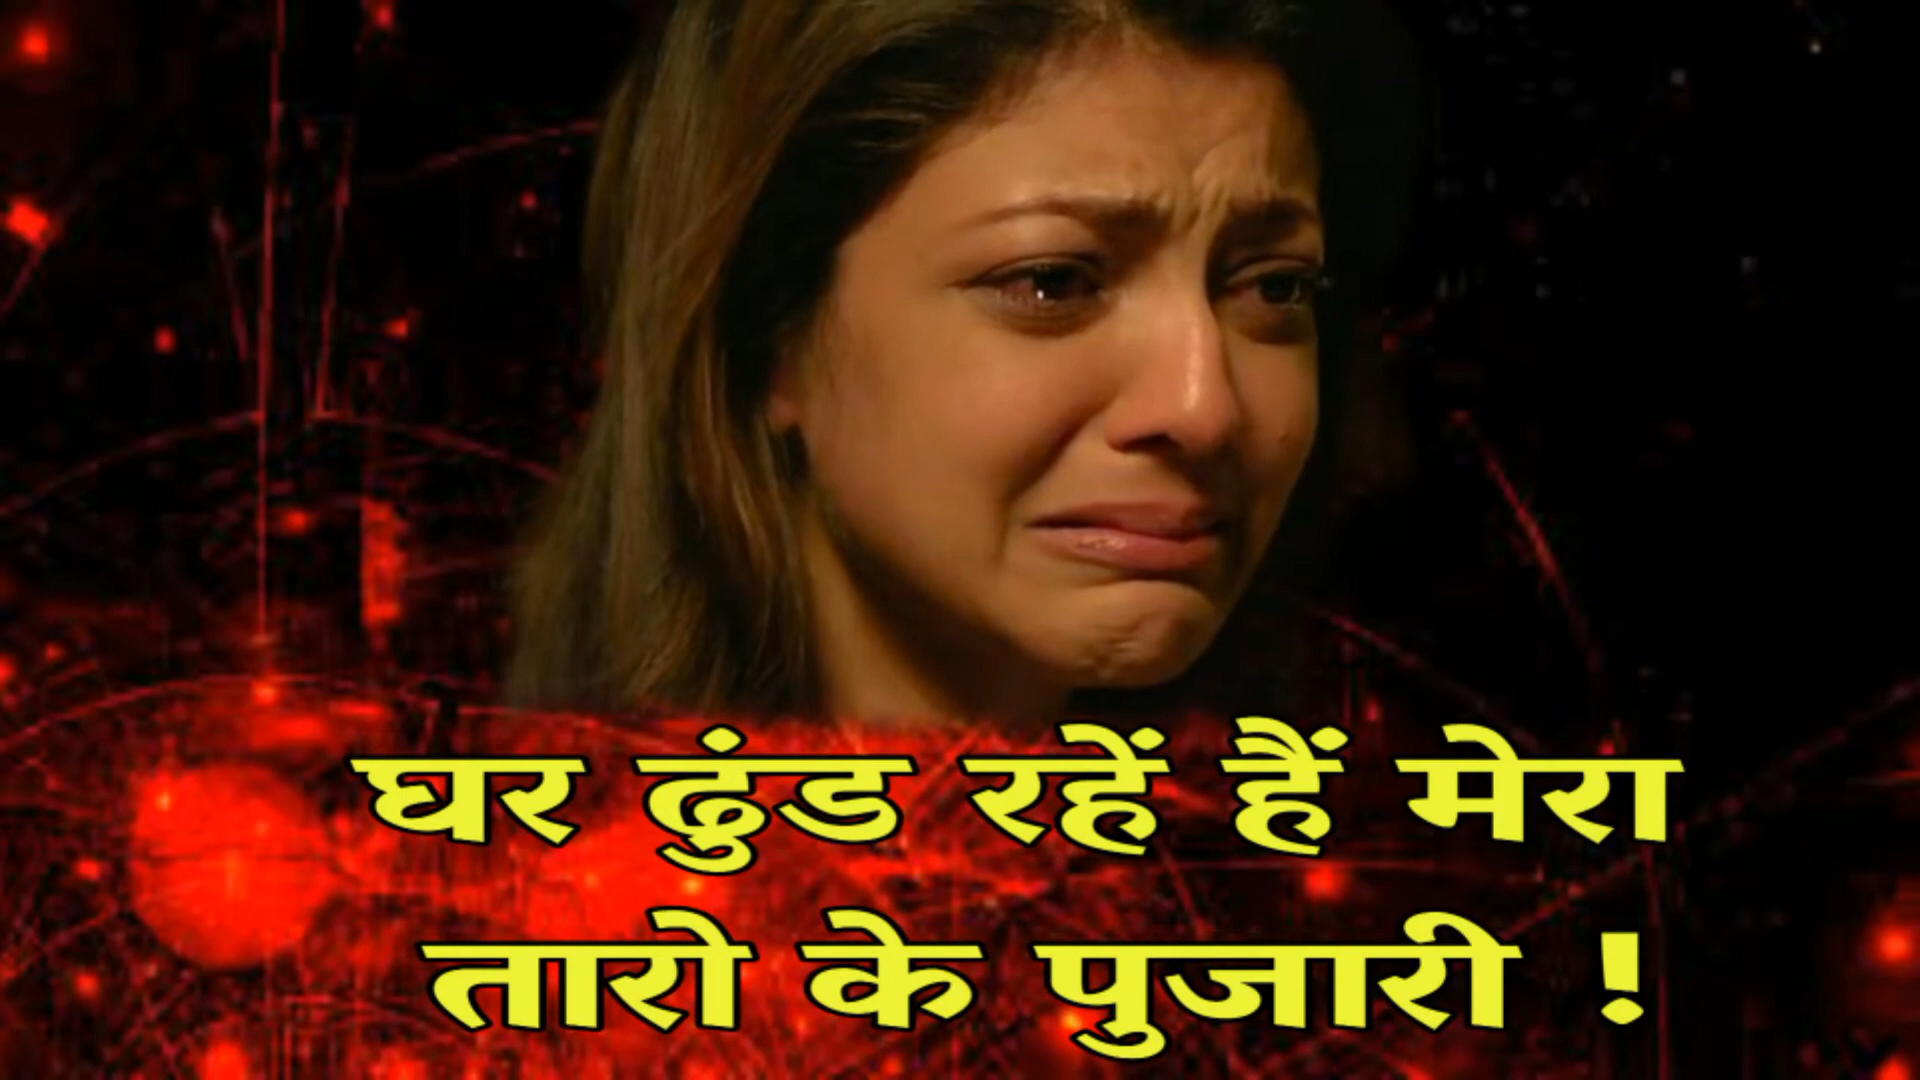 घर ढुंड रहें हैं मेरा
तारो के पुजारी !